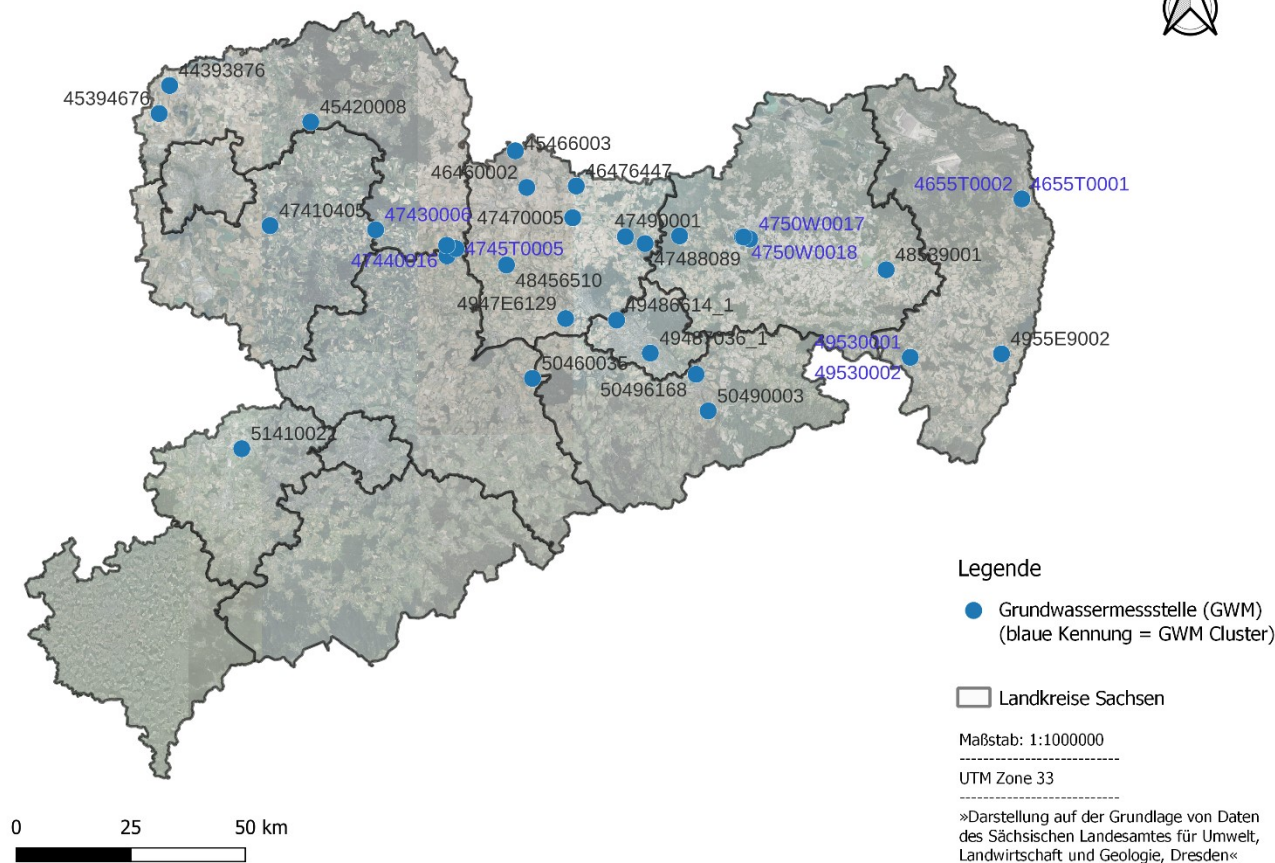 44393876
45394676
45420008
45466003
46460002
46476447
4655T0002
4655T0001
47410405
47430006
47470005
47490001
4750W0017
47440016
4745T0005
47488089
4750W0018
48539001
48456510
4947E6129
49486614_1
49487036_1
49530001
4955E9002
50460035
50496168
49530002
50490003
51410022
Legende
Grundwassermessstelle (GWM)
(blaue Kennung = GWM Cluster)
Landkreise Sachsen
Maßstab: 1:1000000
---------------------------
UTM Zone 33
---------------------------
»Darstellung auf der Grundlage von Daten
des Sächsischen Landesamtes für Umwelt,
Landwirtschaft und Geologie, Dresden«
0 25 50 km